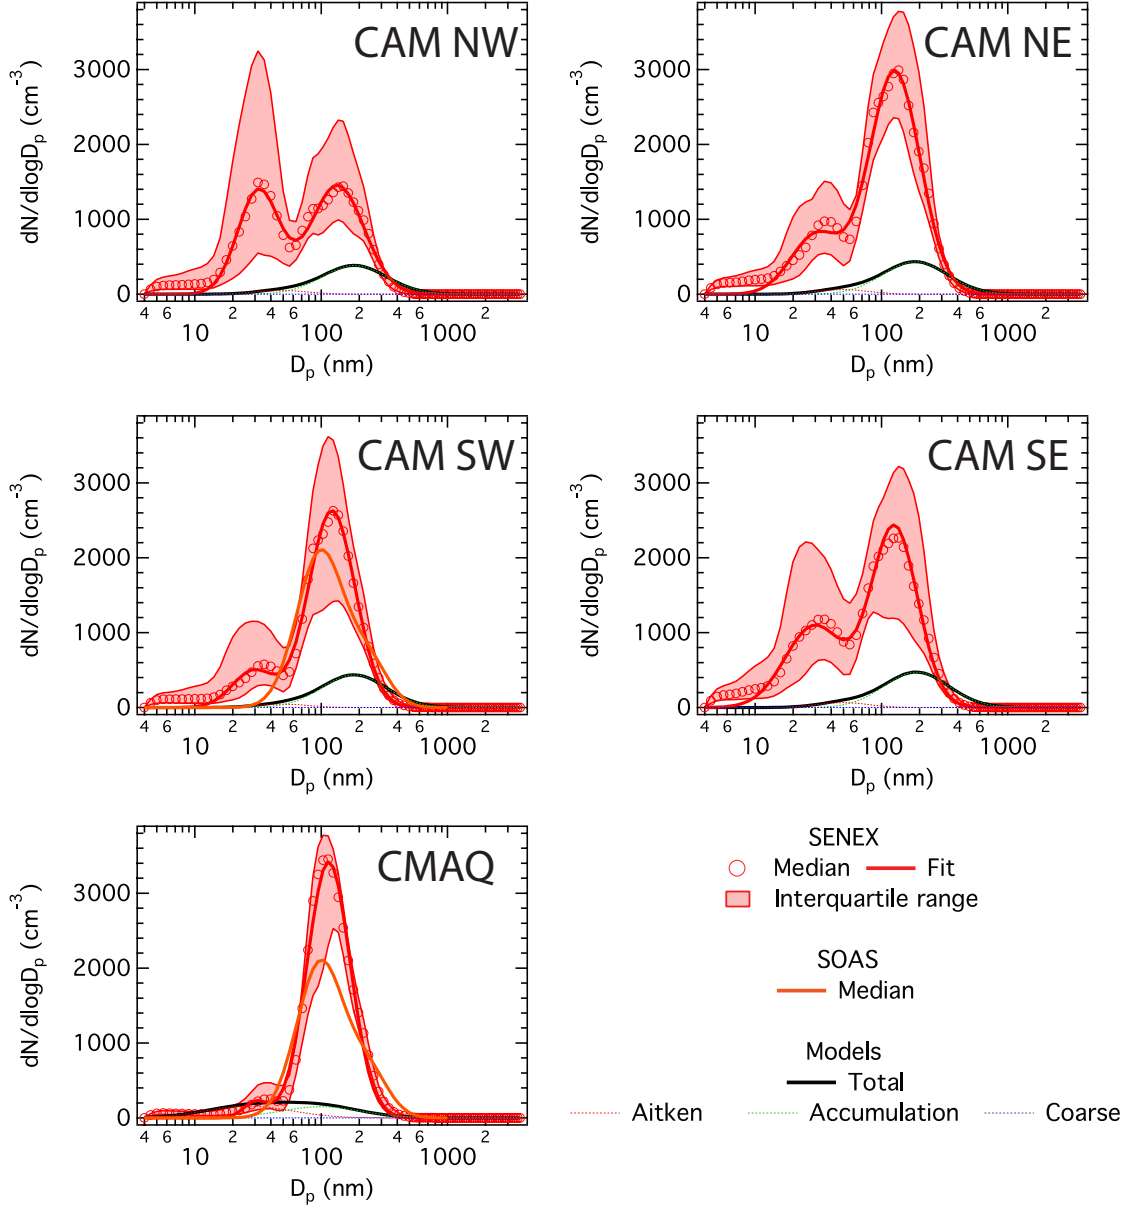 CAM NW
dN/dlogDp (cm-3)
3000
2000
1000
0
4 6 2 4 6 2 4 6 2
10 100 1000
Dp (nm)
CAM NE
dN/dlogDp (cm-3)
3000
2000
1000
0
4 6 2 4 6 2 4 6 2
10 100 1000
Dp (nm)
CAM SW
dN/dlogDp (cm-3)
3000
2000
1000
0
4 6 2 4 6 2 4 6 2
10 100 1000
Dp (nm)
CAM SE
dN/dlogDp (cm-3)
3000
2000
1000
0
4 6 2 4 6 2 4 6 2
10 100 1000
Dp (nm)
CMAQ
dN/dlogDp (cm-3)
3000
2000
1000
0
4 6 2 4 6 2 4 6 2
10 100 1000
Dp (nm)
SENEX
Median Fit
Interquartile range
SOAS
Median
Models
Total
Aitken Accumulation Coarse